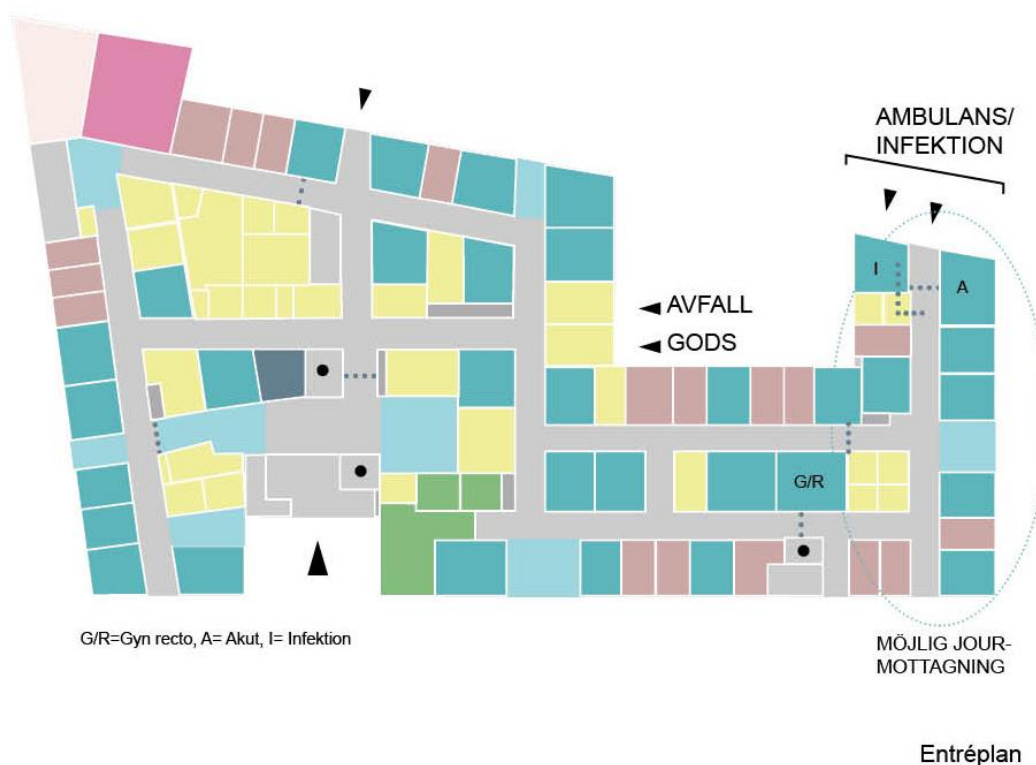 AMBULANS/
INFEKTION
I
A
AVFALL
GODS
G/R
G/R=Gyn recto, A= Akut, I= Infektion
MÖJLIG JOUR-
MOTTAGNING
Entréplan